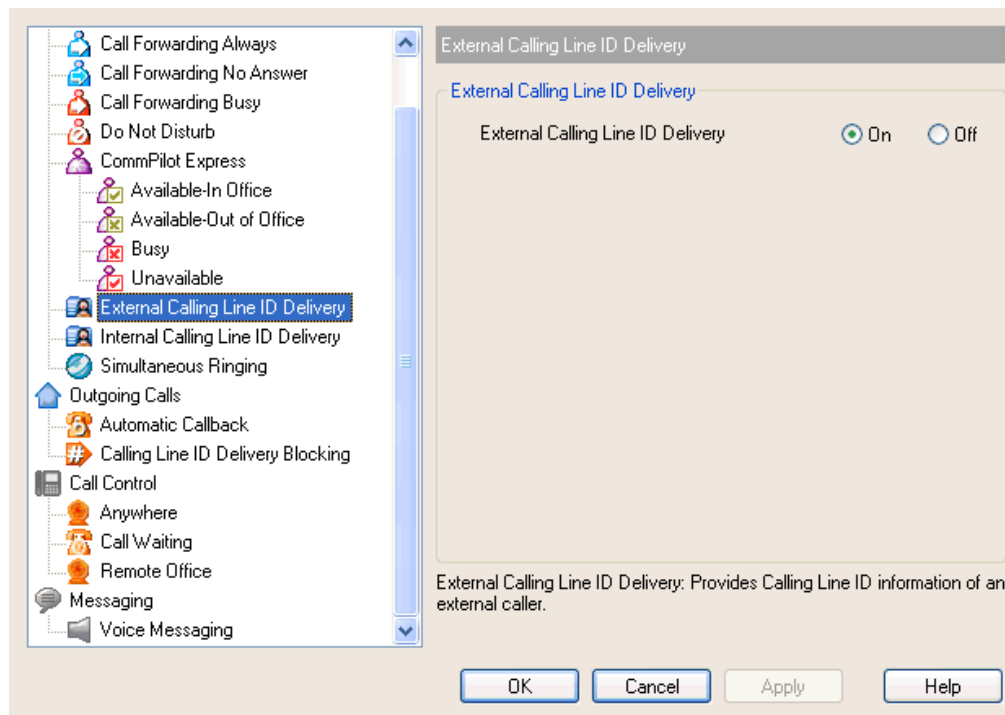 Call Forwarding Always
Call Forwarding No Answer
Call Forwarding Busy
Do Not Disturb
CommPilot Express
Available-In Office
Available-Out of Office
Busy
Unavailable
External Calling Line ID Delivery
Internal Calling Line ID Delivery
Simultaneous Ringing
Outgoing Calls
Automatic Callback
Calling Line ID Delivery Blocking
Call Control
Anywhere
Call Waiting
Remote Office
Messaging
Voice Messaging
External Calling Line ID Delivery
External Calling Line ID Delivery
External Calling Line ID Delivery On Off
External Calling Line ID Delivery: Provides Calling Line ID information of an
external caller.
OK Cancel Apply Help